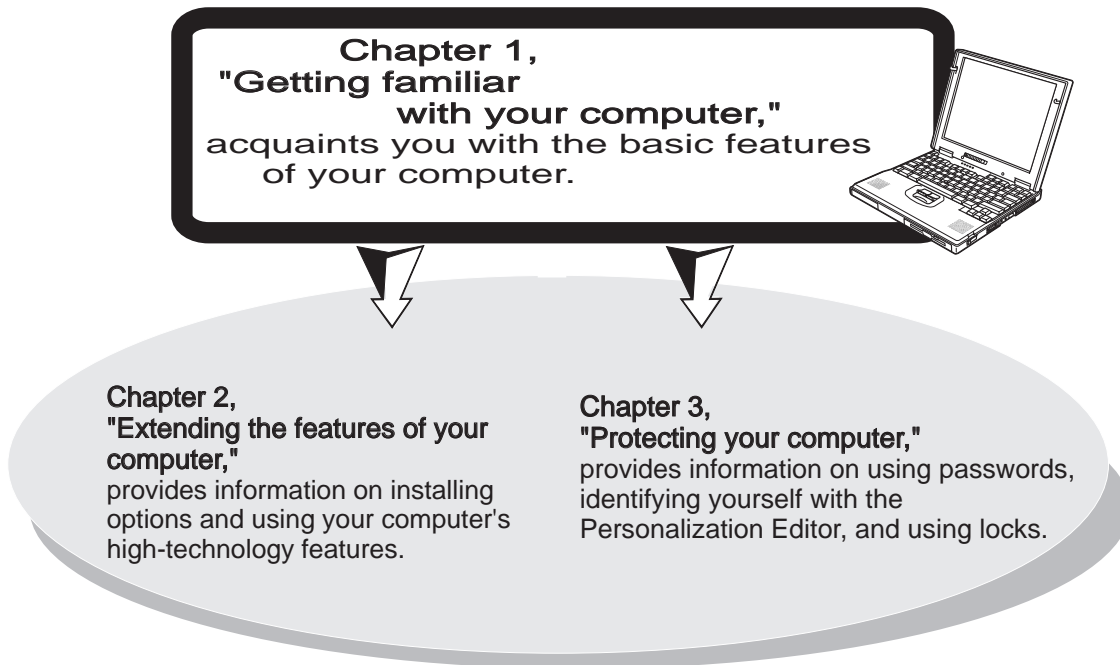 Chapter 1,
"Getting familiar
with your computer,"
acquaints you with the basic features
of your computer.
Chapter 2,
"Extending the features of your
computer,"
provides information on installing
options and using your computer's
high-technology features.
Chapter 3,
"Protecting your computer,"
provides information on using passwords,
identifying yourself with the
Personalization Editor, and using locks.